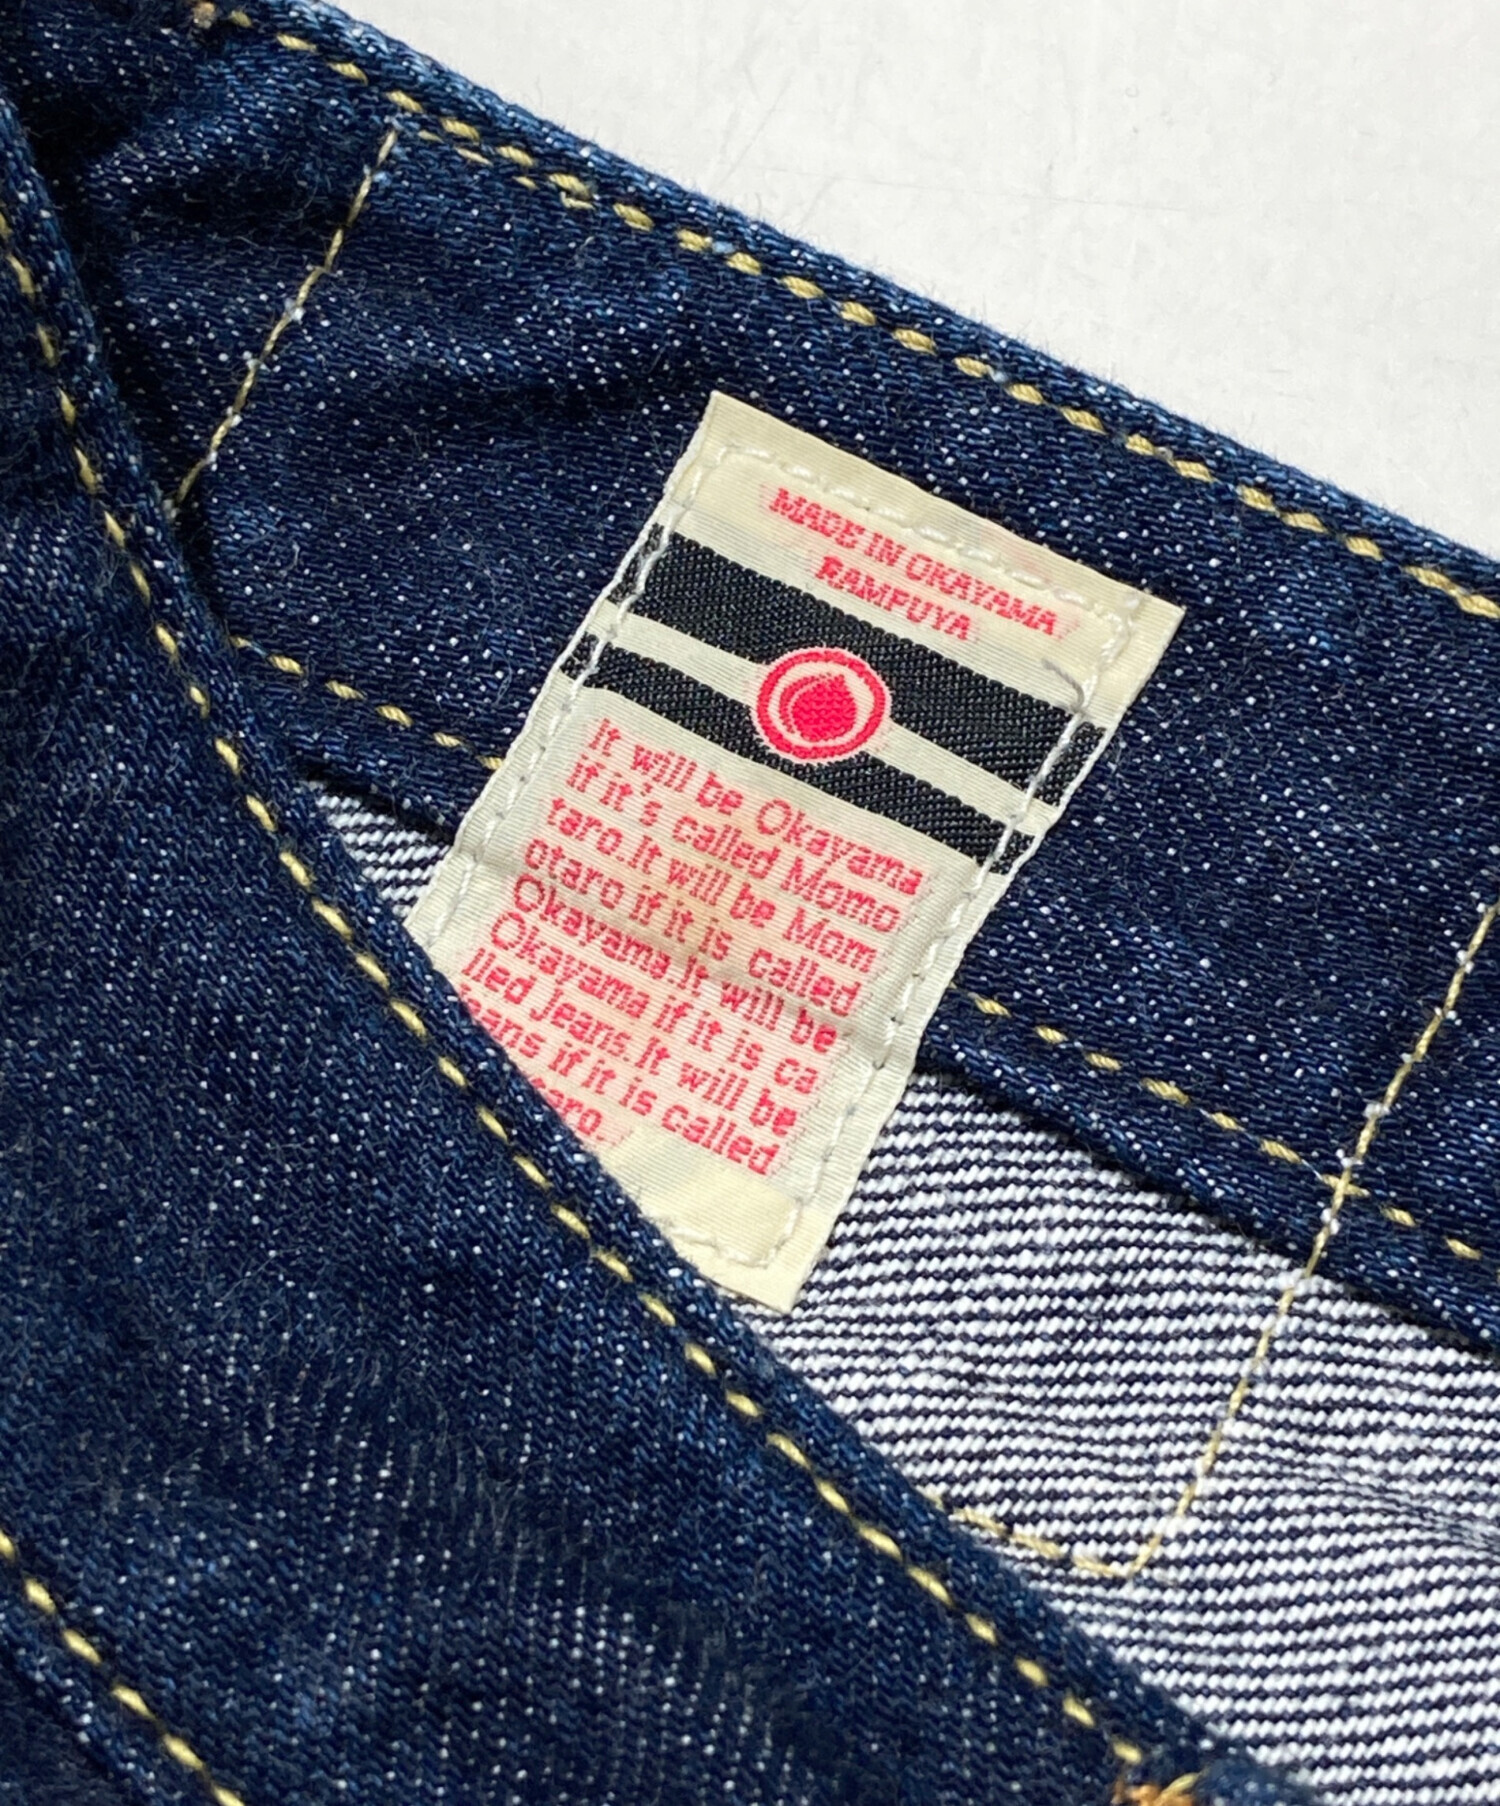 MADE IN OKAYAMA
RAMPUYA
It will be Okayama
if it's called Momo
taro.It will be Mom
otaro if it is called
Okayama.It will be
Okayama if it is ca
lled Jeans.It will be
if it is called